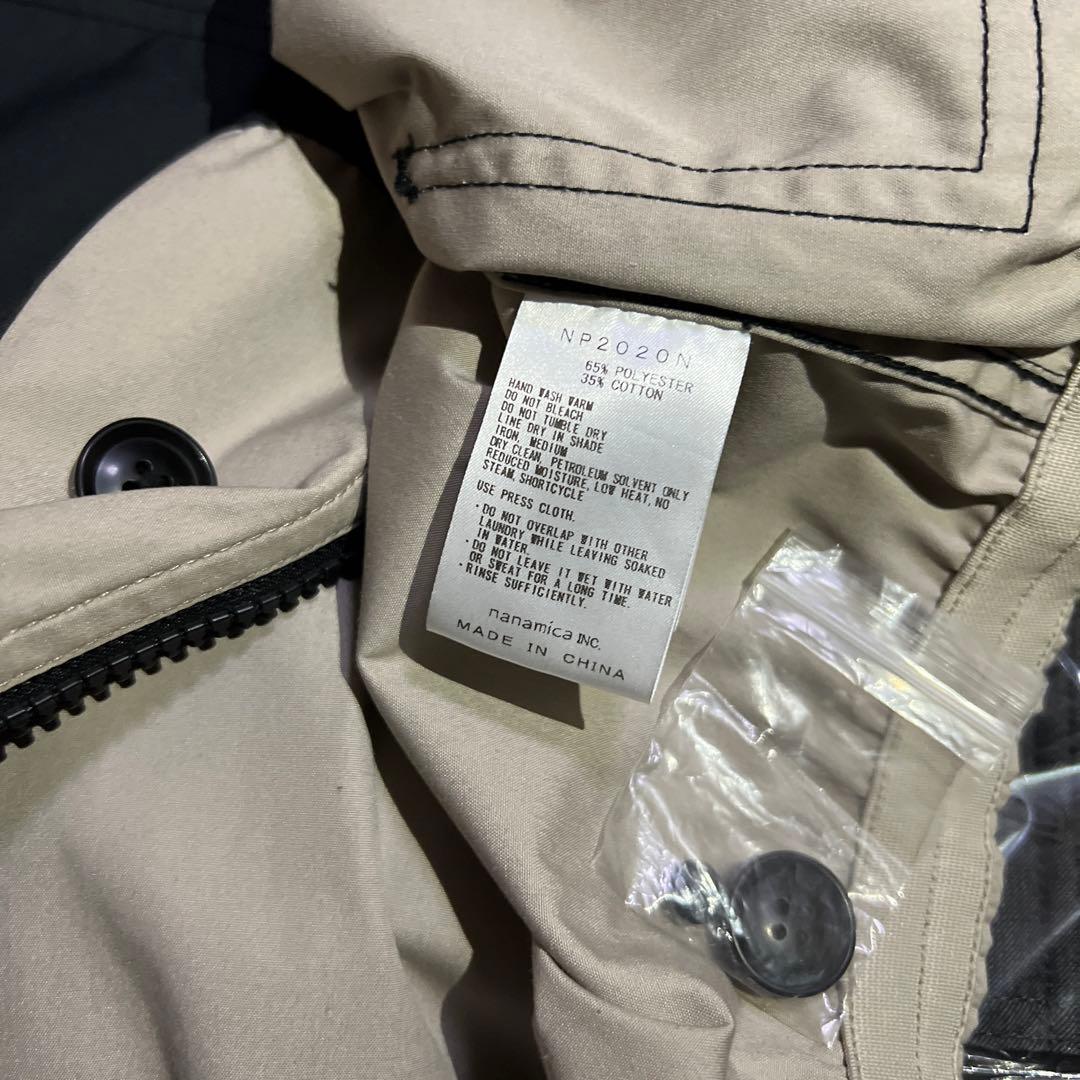 NP2020N
65% POLYESTER
35% COTTON
HAND WASH WARM
DO NOT BLEACH
DO NOT TUMBLE DRY
LINE DRY IN SHADE
IRON, MEDIUM
DRY CLEAN, PETROLEUM SOLVENT ONLY
REDUCED MOISTURE, LOW HEAT, NO
STEAM, SHORTCYCLE
USE PRESS CLOTH.
・DO NOT OVERLAP WITH OTHER
LAUNDRY WHILE LEAVING SOAKED
IN WATER.
・DO NOT LEAVE IT WET WITH WATER
OR SWEAT FOR A LONG TIME.
・RINSE SUFFICIENTLY.
nanamica INC.
MADE IN CHINA